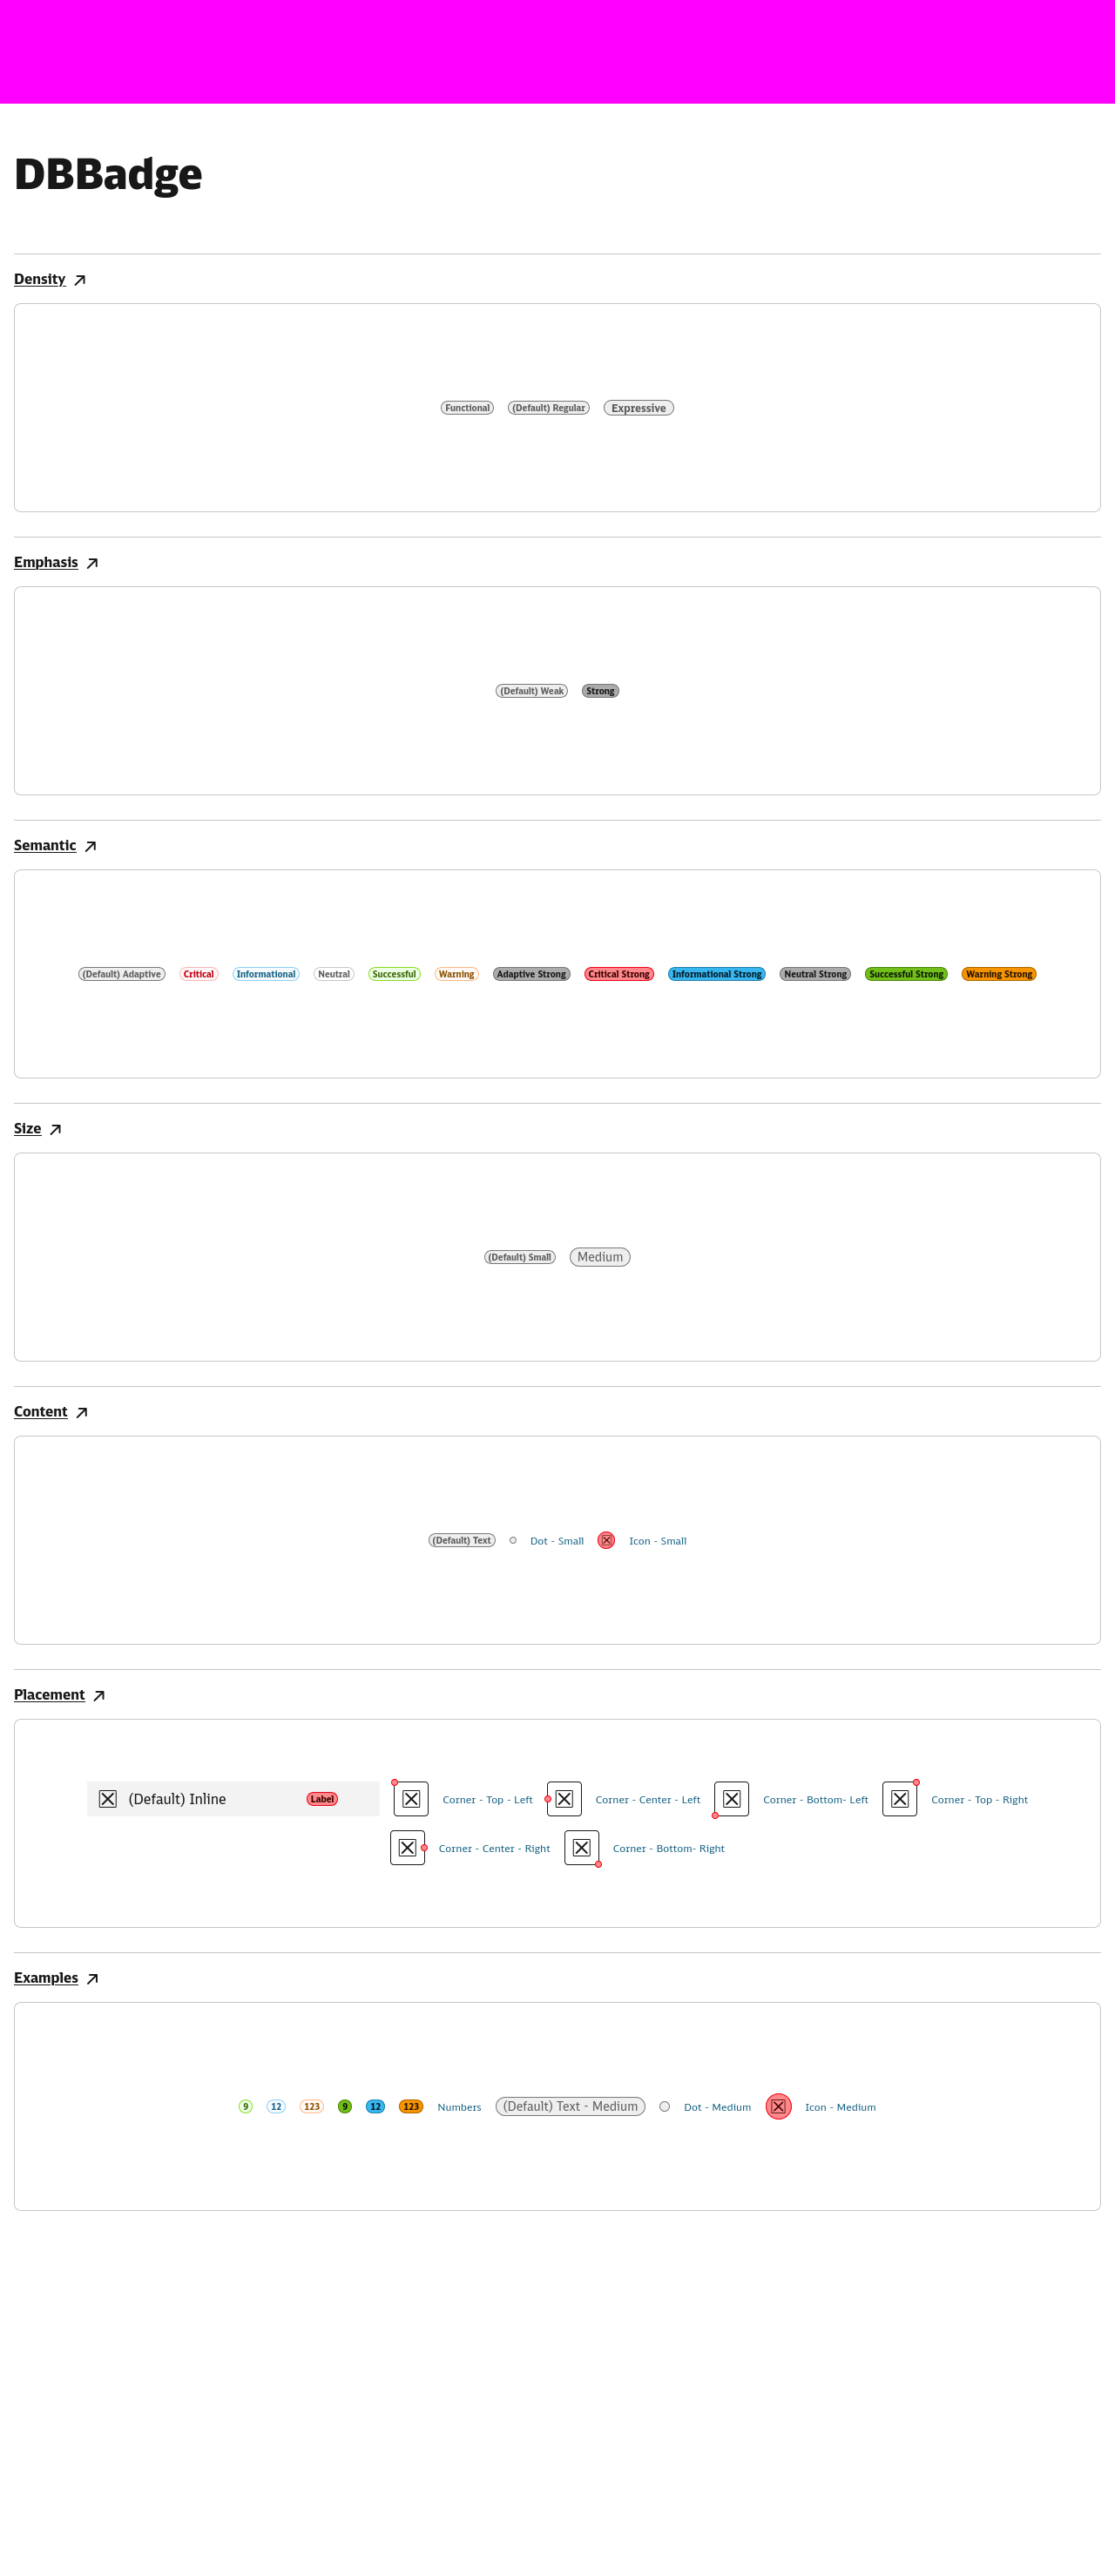 DBBadge
Density
Functional (Default) Regular Expressive
Emphasis
(Default) Weak Strong
Semantic
(Default) Adaptive Critical Informational Neutral Successful Warning Adaptive Strong Critical Strong Informational Strong Neutral Strong Successful Strong Warning Strong
Size
(Default) Small Medium
Content
(Default) Text Dot - Small Icon - Small
Placement
(Default) Inline Label Corner - Top - Left Corner - Center - Left Corner - Bottom- Left Corner - Top - Right
Corner - Center - Right Corner - Bottom- Right
Examples
9 12 123 9 12 123 Numbers (Default) Text - Medium Dot - Medium Icon - Medium